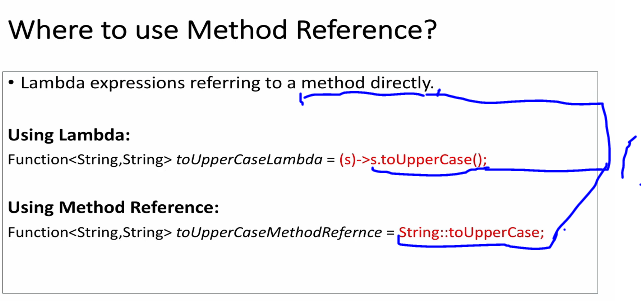 Where to use Method Reference?
• Lambda expressions referring to a method directly.
Using Lambda:
Function<String,String> toUpperCaseLambda = (s)->s.toUpperCase();
Using Method Reference:
Function<String,String> toUpperCaseMethodRefernce = String::toUpperCase;